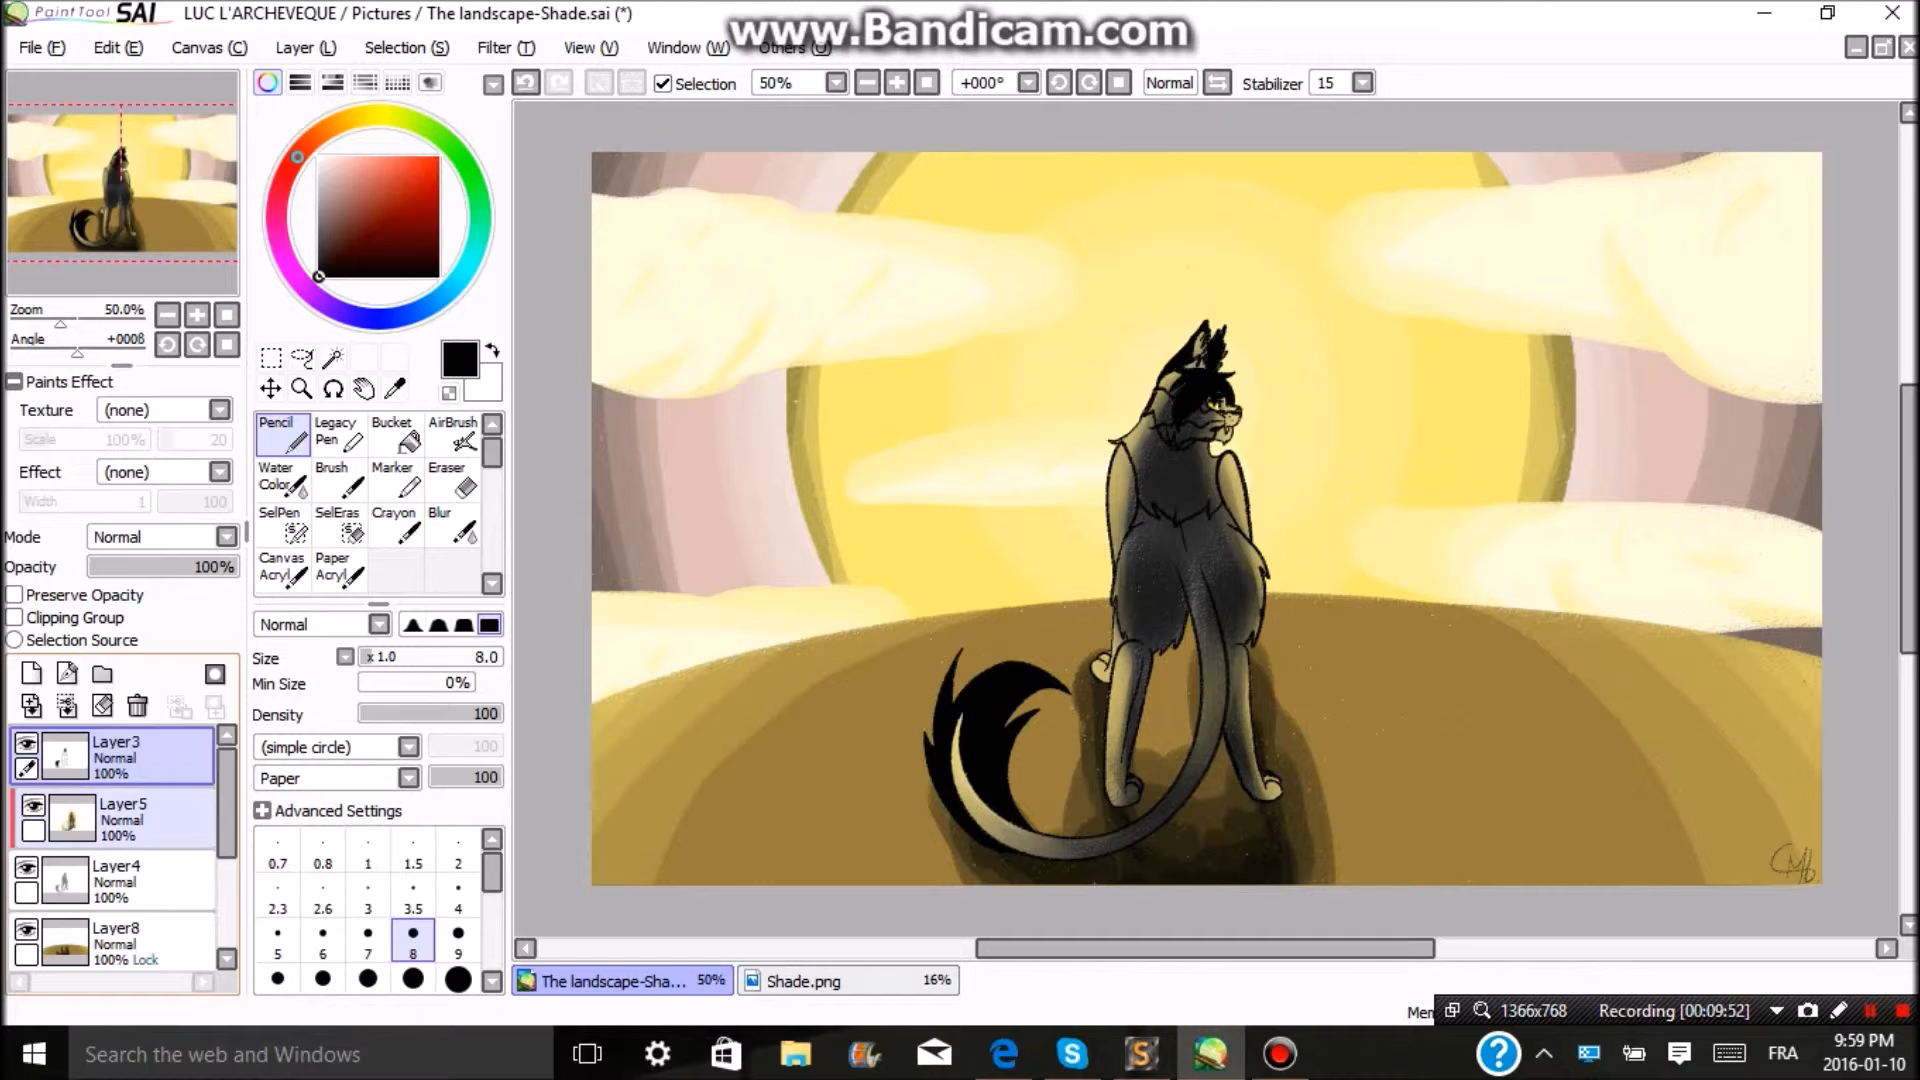 PaintTool SAI LUC L'ARCHEVEQUE / Pictures / The landscape-Shade.sai (*)
www.Bandicam.com
File (F) Edit (E) Canvas (C) Layer (L) Selection (S) Filter (T) View (V) Window (W) Others (O)
Selection 50% +000° Normal Stabilizer 15
Zoom 50.0%
Angle +000ß
Paints Effect
Texture (none)
Scale 100% 20
Effect (none)
Width 1 100
Mode Normal
Opacity 100%
Preserve Opacity
Clipping Group
Selection Source
Layer3
Normal
100%
Layer5
Normal
100%
Layer4
Normal
100%
Layer8
Normal
100% Lock
Pencil Legacy Pen Bucket AirBrush
Water Color Brush Marker Eraser
SelPen SelEras Crayon Blur
Canvas Acryl Paper Acryl
Normal
Size x 1.0 8.0
Min Size 0%
Density 100
(simple circle) 100
Paper 100
Advanced Settings
0.7 0.8 1 1.5 2
2.3 2.6 3 3.5 4
5 6 7 8 9
The landscape-Sha... 50% Shade.png 16%
1366x768 Recording [00:09:52]
Search the web and Windows
FRA
9:59 PM
2016-01-10